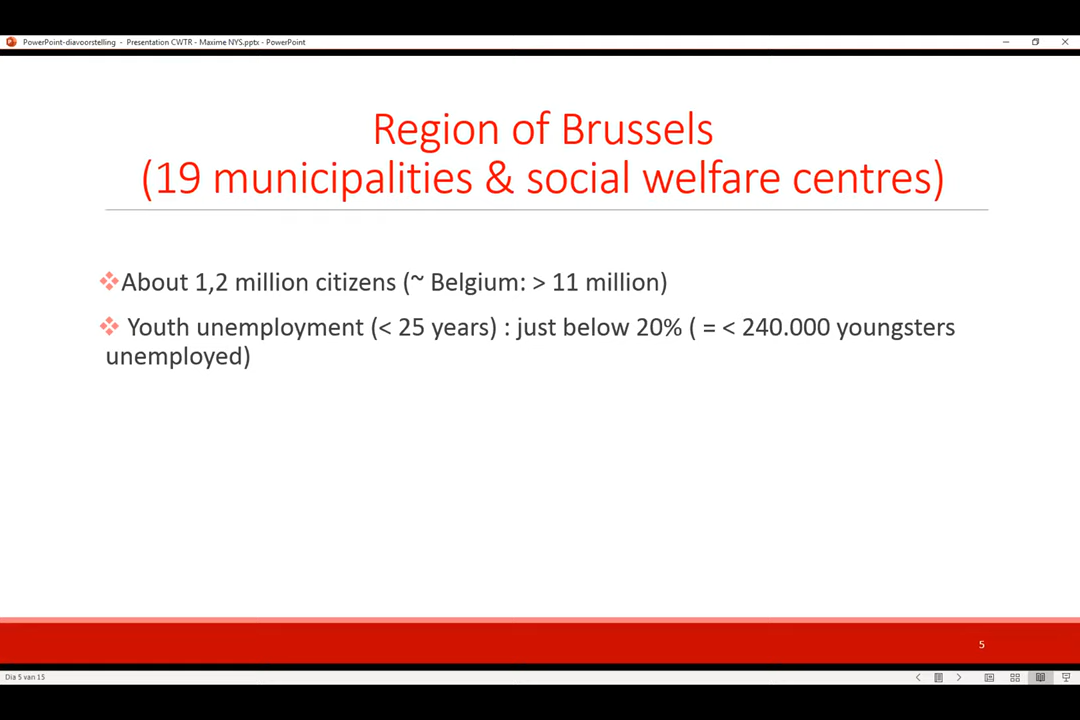 PowerPoint-diavoorstelling - Presentation CWTR - Maxime NYS.pptx - PowerPoint
Region of Brussels
(19 municipalities & social welfare centres)
About 1,2 million citizens (~ Belgium: > 11 million)
Youth unemployment (< 25 years) : just below 20% ( = < 240.000 youngsters
unemployed)
5
Dia 5 van 15